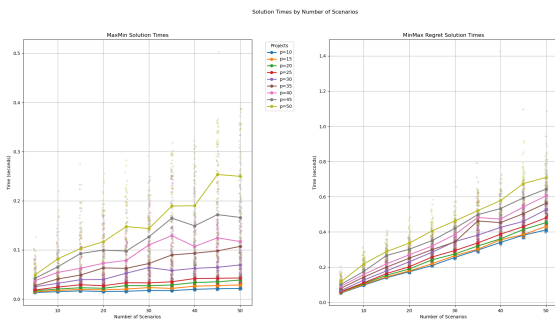 Solution Times by Number of Scenarios
MaxMin Solution Times
Time (seconds)
0.5
0.4
0.3
0.2
0.1
0.0
10
20
30
40
50
Number of Scenarios
Projects
p=10
p=15
p=20
p=25
p=30
p=35
p=40
p=45
p=50
MinMax Regret Solution Times
Time (seconds)
1.4
1.2
1.0
0.8
0.6
0.4
0.2
0.0
10
20
30
40
50
Number of Scenarios